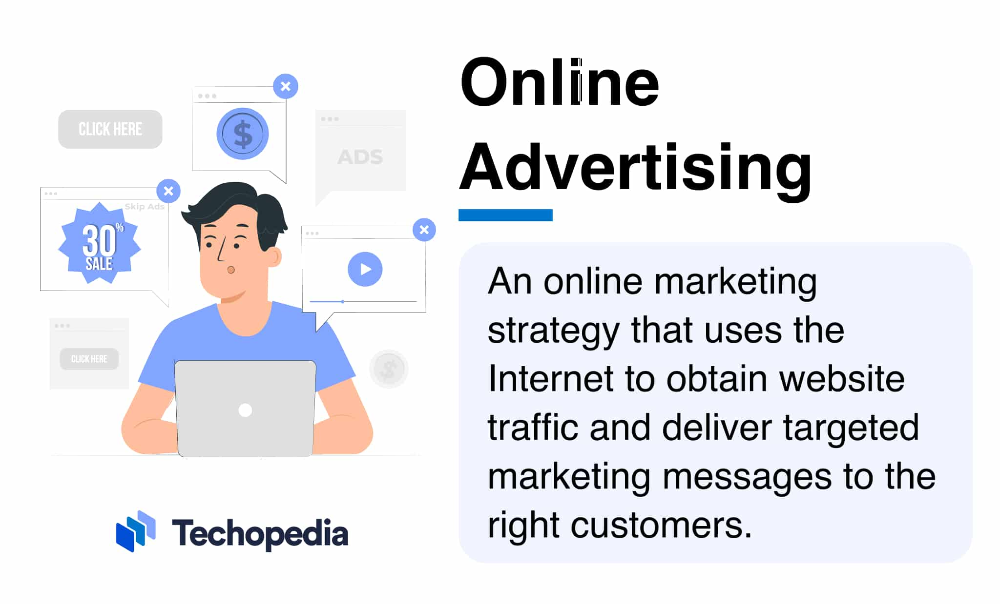 Online
Advertising
CLICK HERE
$
ADS
Skip Ads
30%
SALE
CLICK HERE
$
An online marketing
strategy that uses the
Internet to obtain website
traffic and deliver targeted
marketing messages to the
right customers.
Techopedia